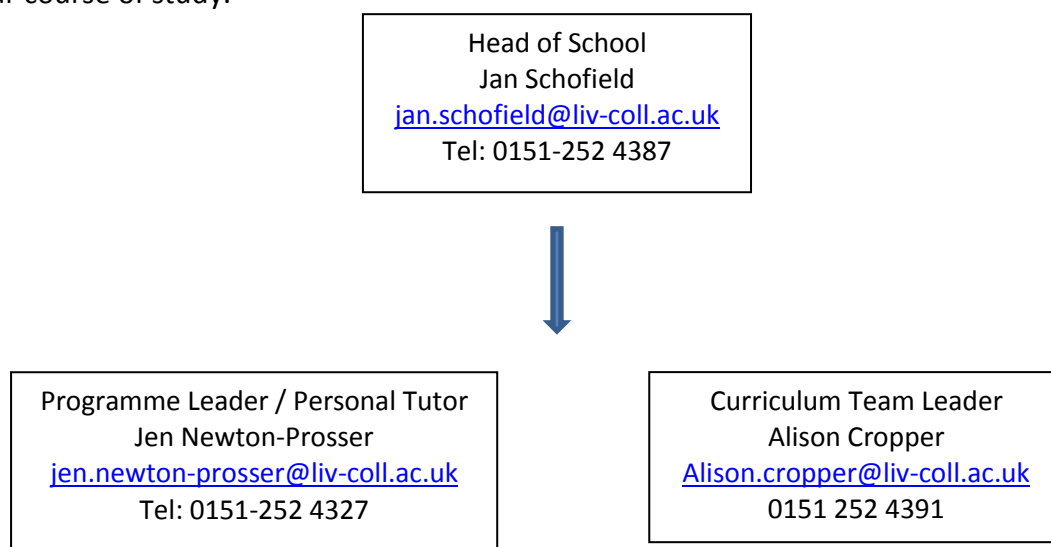 ur course of study.
Head of School
Jan Schofield
jan.schofield@liv-coll.ac.uk
Tel: 0151-252 4387
Programme Leader / Personal Tutor
Jen Newton-Prosser
jen.newton-prosser@liv-coll.ac.uk
Tel: 0151-252 4327
Curriculum Team Leader
Alison Cropper
Alison.cropper@liv-coll.ac.uk
0151 252 4391